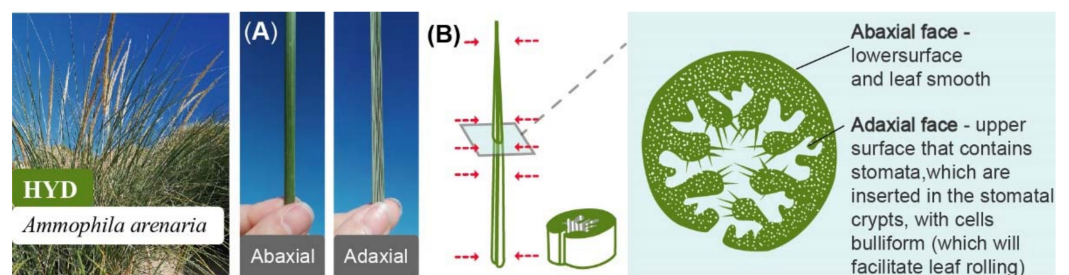 HYD
Ammophila arenaria
(A)
Abaxial
Adaxial
(B)
Abaxial face -
lowersurface
and leaf smooth
Adaxial face - upper
surface that contains
stomata,which are
inserted in the stomatal
crypts, with cells
bulliform (which will
facilitate leaf rolling)